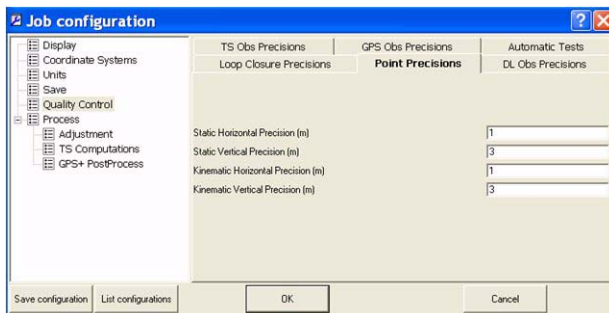 Job configuration
Display
Coordinate Systems
Units
Save
Quality Control
Process
Adjustment
TS Computations
GPS+ PostProcess
TS Obs Precisions GPS Obs Precisions Automatic Tests
Loop Closure Precisions Point Precisions DL Obs Precisions
Static Horizontal Precision (m) 1
Static Vertical Precision (m) 3
Kinematic Horizontal Precision (m) 1
Kinematic Vertical Precision (m) 3
Save configuration List configurations OK Cancel